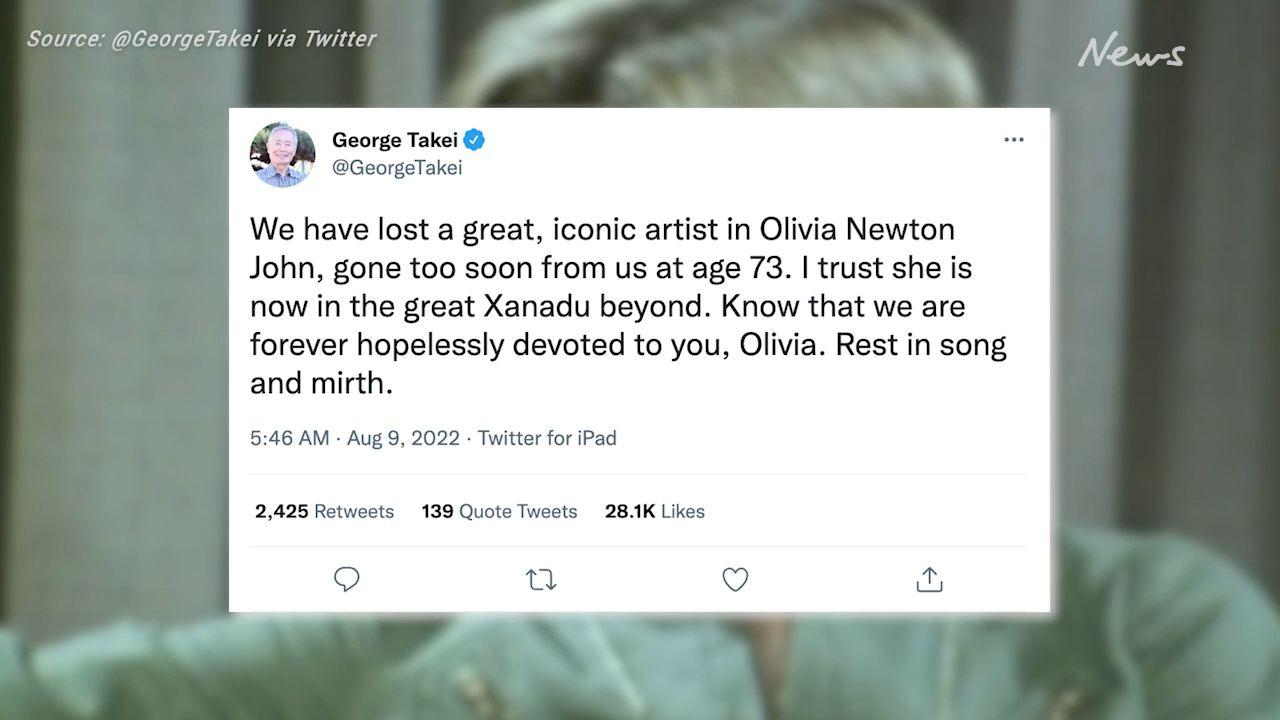 Source: @GeorgeTakei via Twitter
News
George Takei
@GeorgeTakei
We have lost a great, iconic artist in Olivia Newton
John, gone too soon from us at age 73. I trust she is
now in the great Xanadu beyond. Know that we are
forever hopelessly devoted to you, Olivia. Rest in song
and mirth.
5:46 AM · Aug 9, 2022 · Twitter for iPad
2,425 Retweets 139 Quote Tweets 28.1K Likes